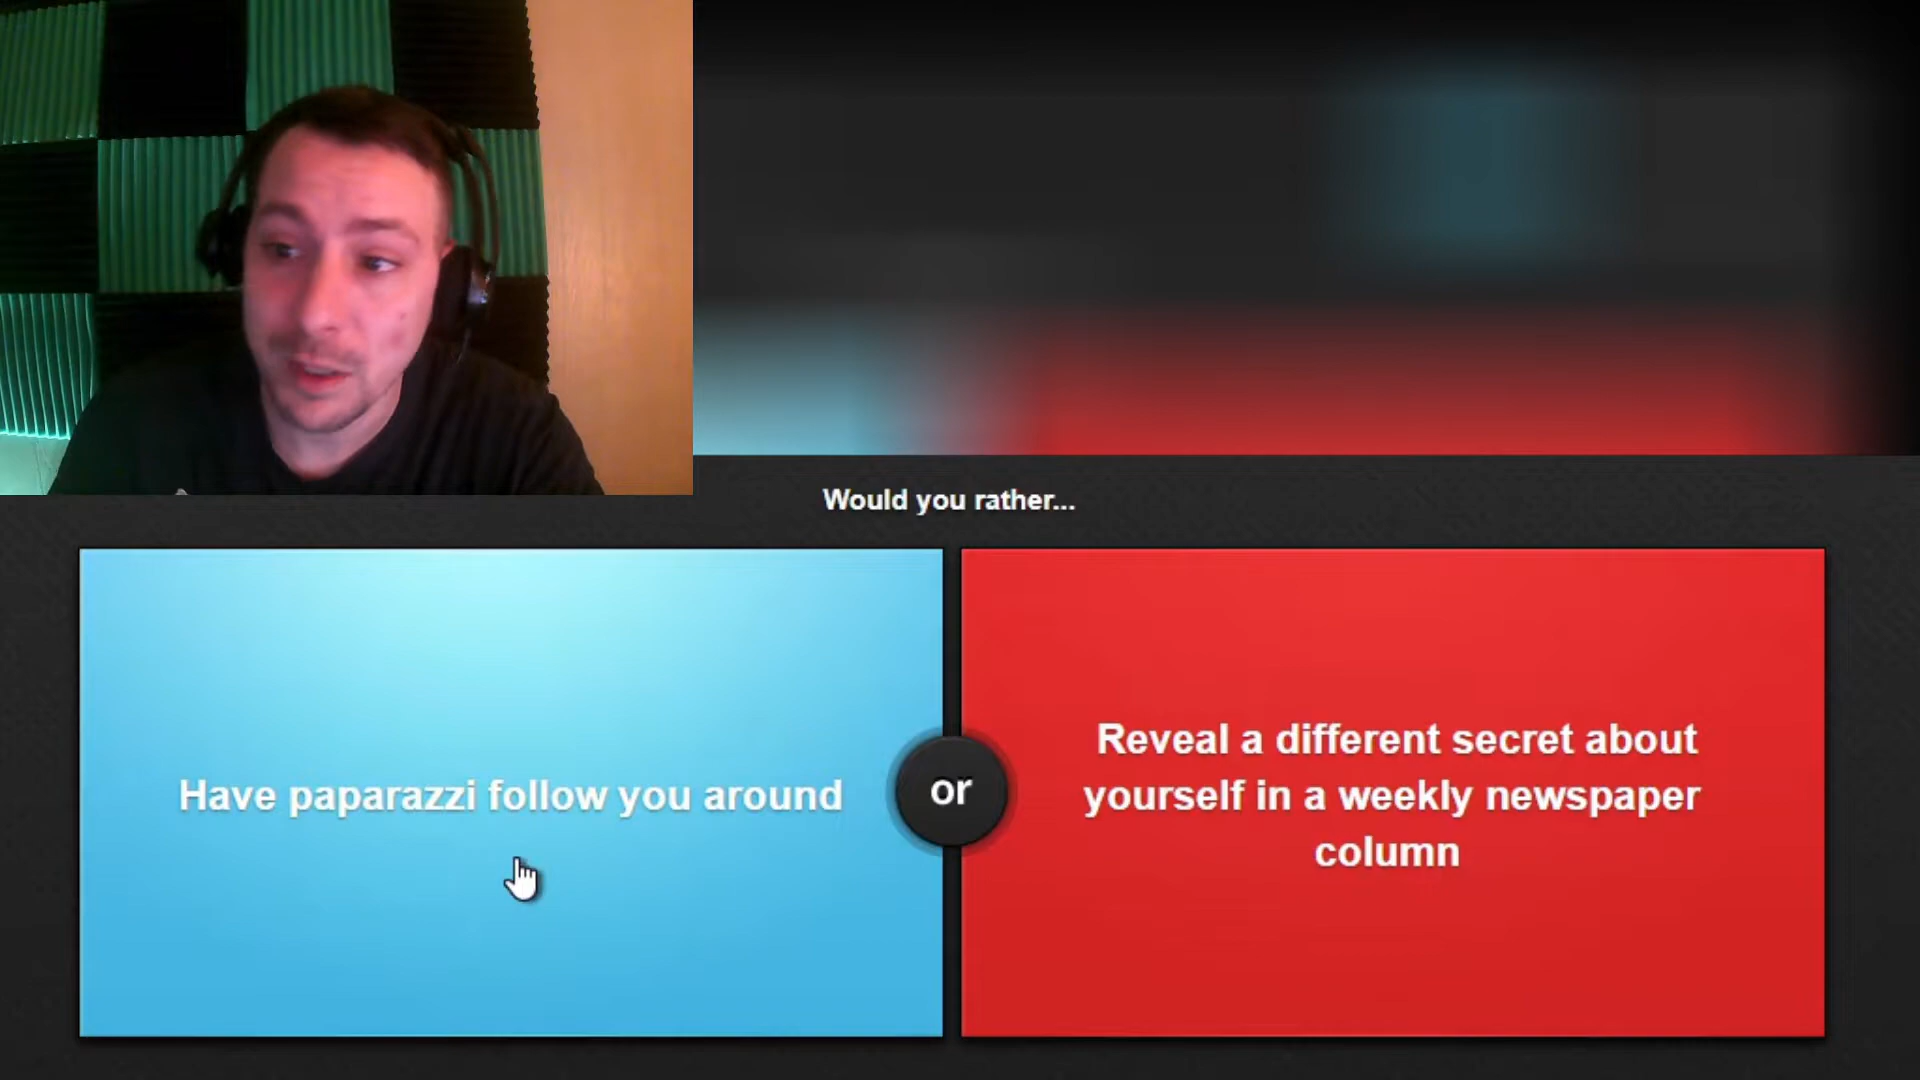 Would you rather...
Have paparazzi follow you around
or
Reveal a different secret about
yourself in a weekly newspaper
column